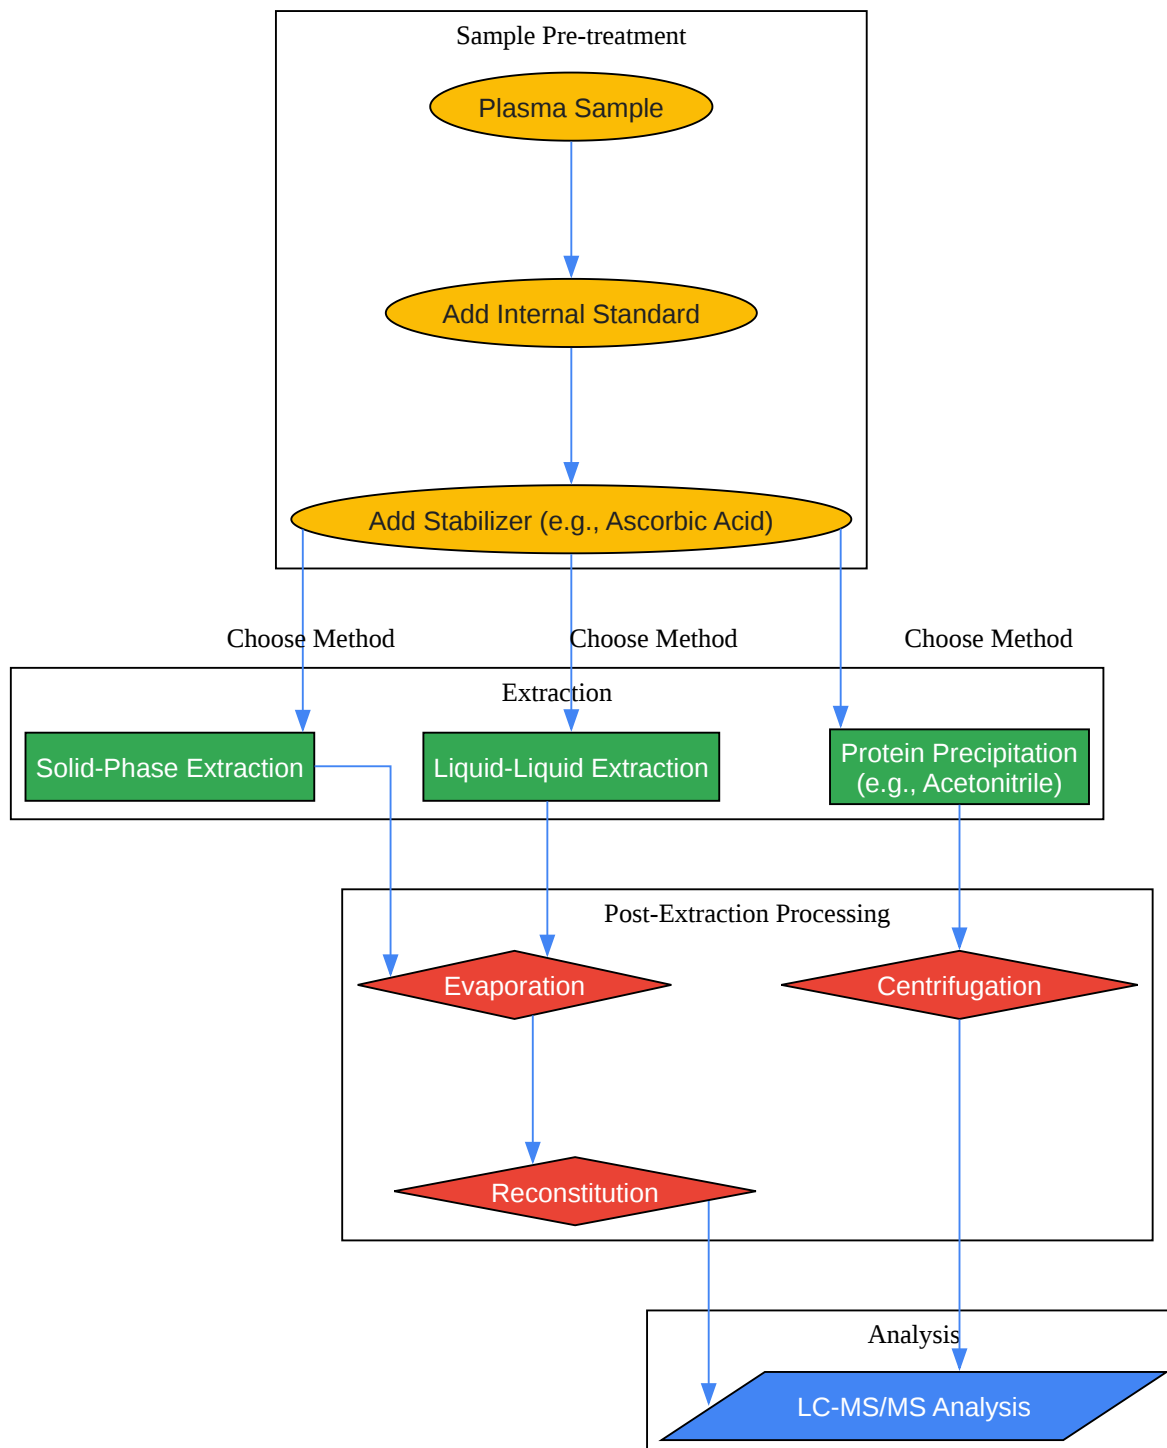 Sample Pre-treatment
Plasma Sample
Add Internal Standard
Add Stabilizer (e.g., Ascorbic Acid)
Choose Method
Choose Method
Choose Method
Extraction
Solid-Phase Extraction
Liquid-Liquid Extraction
Protein Precipitation
(e.g., Acetonitrile)
Post-Extraction Processing
Evaporation
Centrifugation
Reconstitution
Analysis
LC-MS/MS Analysis